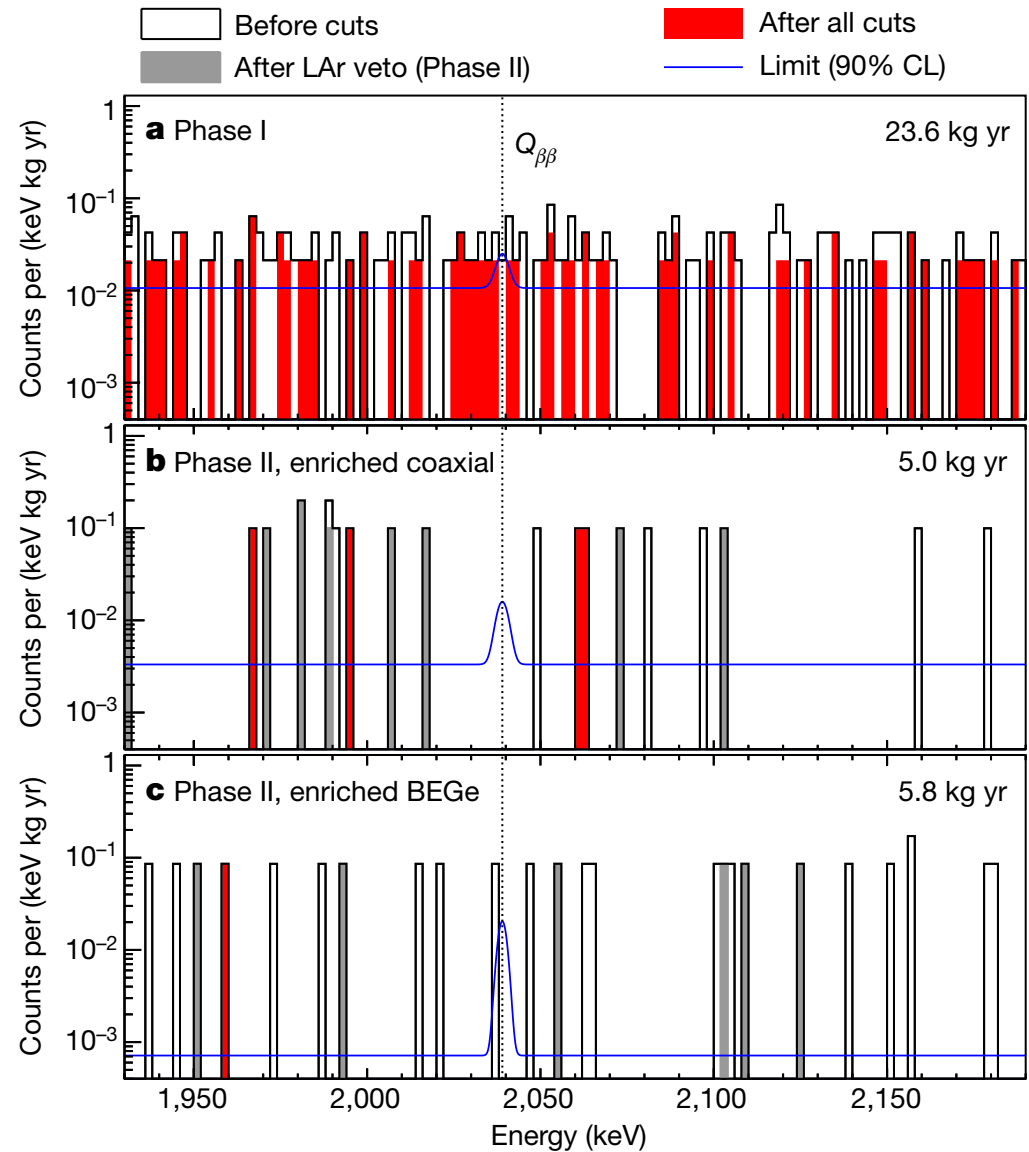 Before cuts
After all cuts
After LAr veto (Phase II)
Limit (90% CL)
a Phase I
23.6 kg yr
Qββ
Counts per (keV kg yr)
1
10⁻¹
10⁻²
10⁻³
b Phase II, enriched coaxial
5.0 kg yr
Counts per (keV kg yr)
1
10⁻¹
10⁻²
10⁻³
c Phase II, enriched BEGe
5.8 kg yr
Counts per (keV kg yr)
1
10⁻¹
10⁻²
10⁻³
1,950 2,000 2,050 2,100 2,150
Energy (keV)